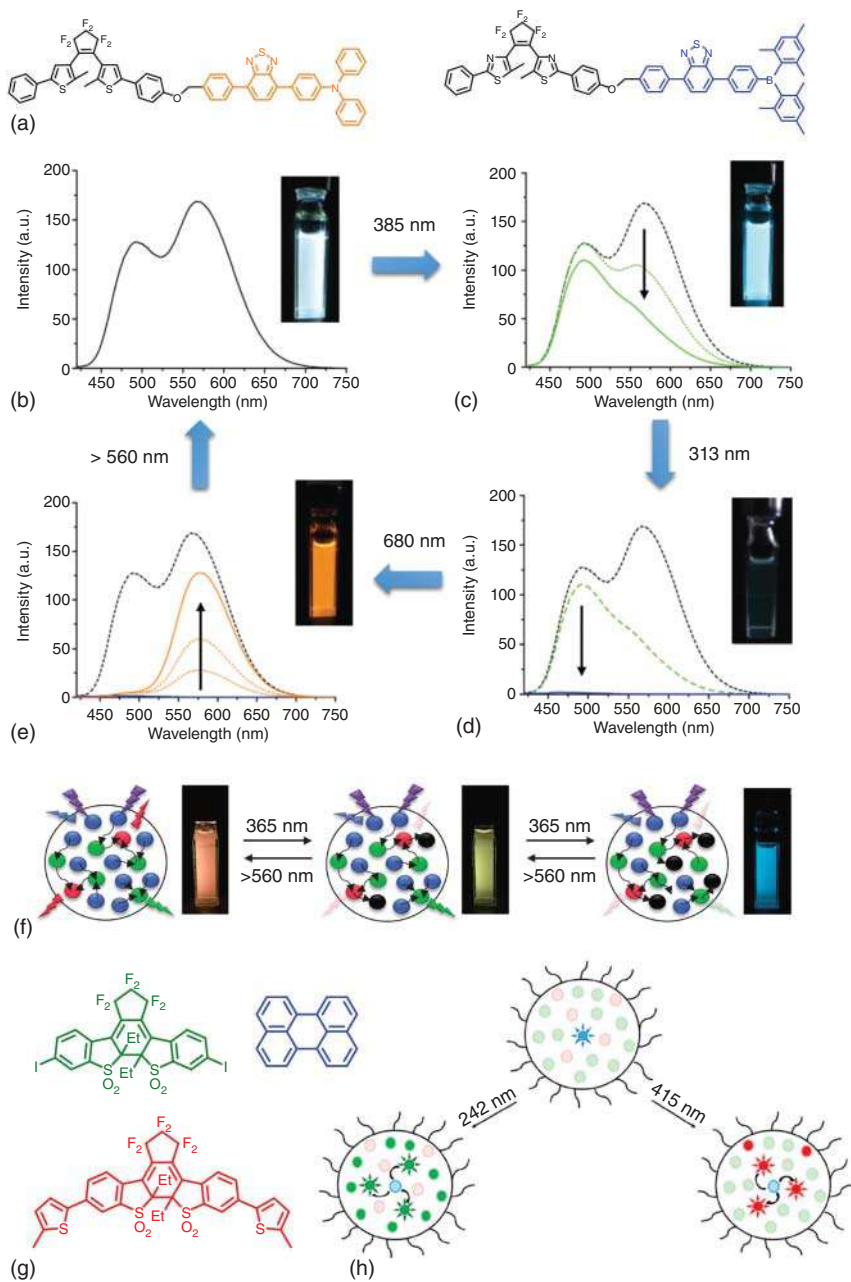 F₂
F₂ F₂
S
N N
S
S
O
N
F₂
F₂ F₂
S
N N
N N
S
S
O
B
(a)
200
150
100
50
0
Intensity (a.u.)
450 500 550 600 650 700 750
Wavelength (nm)
(b)
385 nm
200
150
100
50
0
Intensity (a.u.)
450 500 550 600 650 700 750
Wavelength (nm)
(c)
> 560 nm
313 nm
200
150
100
50
0
Intensity (a.u.)
450 500 550 600 650 700 750
Wavelength (nm)
(e)
680 nm
200
150
100
50
0
Intensity (a.u.)
450 500 550 600 650 700 750
Wavelength (nm)
(d)
365 nm
>560 nm
365 nm
>560 nm
(f)
F₂
F₂ F₂
Et
I I
S Et S
O₂ O₂
F₂
F₂ F₂
Et
S Et S
O₂ O₂
S S
(g)
242 nm
415 nm
(h)